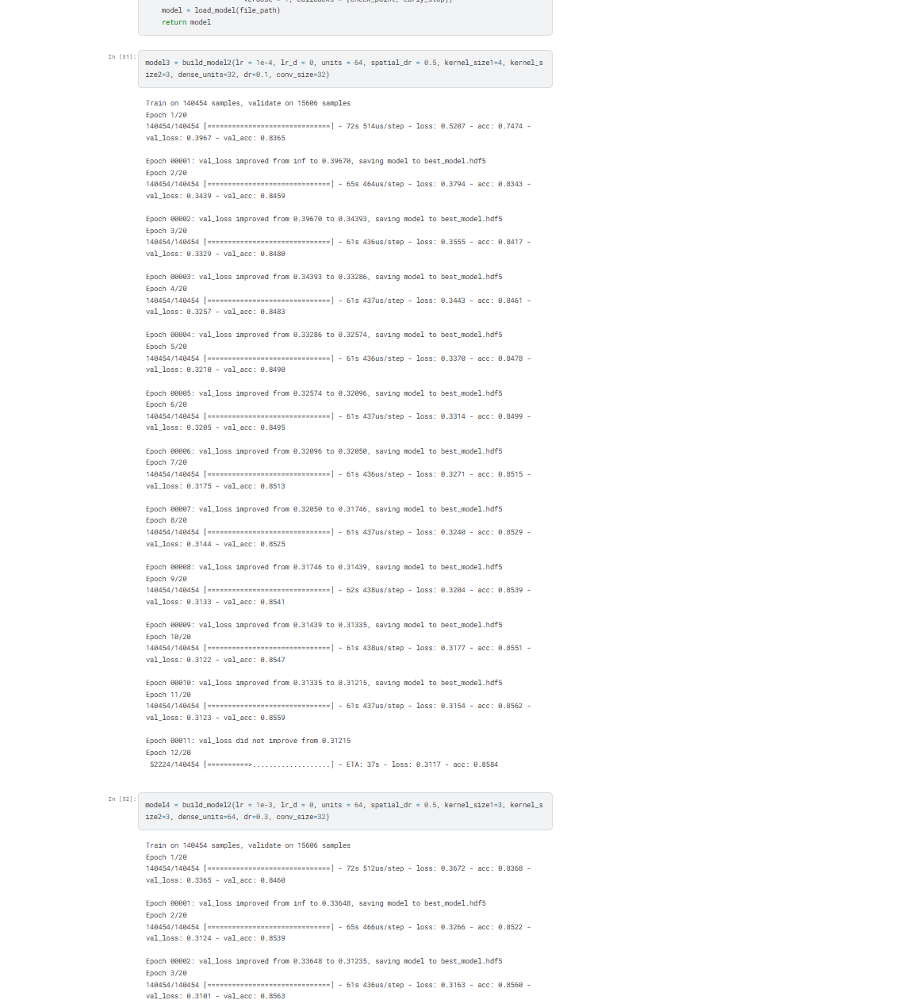 model = load_model(file_path)
return model
In [31]:
model3 = build_model2(lr = 1e-4, lr_d = 0, units = 64, spatial_dr = 0.5, kernel_size1=4, kernel_s
ize2=3, dense_units=32, dr=0.1, conv_size=32)
Train on 140454 samples, validate on 15606 samples
Epoch 1/20
140454/140454 [==============================] - 72s 514us/step - loss: 0.5207 - acc: 0.7474 -
val_loss: 0.3967 - val_acc: 0.8365
Epoch 00001: val_loss improved from inf to 0.39670, saving model to best_model.hdf5
Epoch 2/20
140454/140454 [==============================] - 65s 464us/step - loss: 0.3794 - acc: 0.8343 -
val_loss: 0.3439 - val_acc: 0.8459
Epoch 00002: val_loss improved from 0.39670 to 0.34393, saving model to best_model.hdf5
Epoch 3/20
140454/140454 [==============================] - 61s 436us/step - loss: 0.3555 - acc: 0.8417 -
val_loss: 0.3329 - val_acc: 0.8480
Epoch 00003: val_loss improved from 0.34393 to 0.33286, saving model to best_model.hdf5
Epoch 4/20
140454/140454 [==============================] - 61s 437us/step - loss: 0.3443 - acc: 0.8461 -
val_loss: 0.3257 - val_acc: 0.8483
Epoch 00004: val_loss improved from 0.33286 to 0.32574, saving model to best_model.hdf5
Epoch 5/20
140454/140454 [==============================] - 61s 436us/step - loss: 0.3370 - acc: 0.8478 -
val_loss: 0.3210 - val_acc: 0.8490
Epoch 00005: val_loss improved from 0.32574 to 0.32096, saving model to best_model.hdf5
Epoch 6/20
140454/140454 [==============================] - 61s 437us/step - loss: 0.3314 - acc: 0.8499 -
val_loss: 0.3205 - val_acc: 0.8495
Epoch 00006: val_loss improved from 0.32096 to 0.32050, saving model to best_model.hdf5
Epoch 7/20
140454/140454 [==============================] - 61s 436us/step - loss: 0.3271 - acc: 0.8515 -
val_loss: 0.3175 - val_acc: 0.8513
Epoch 00007: val_loss improved from 0.32050 to 0.31746, saving model to best_model.hdf5
Epoch 8/20
140454/140454 [==============================] - 61s 437us/step - loss: 0.3240 - acc: 0.8529 -
val_loss: 0.3144 - val_acc: 0.8525
Epoch 00008: val_loss improved from 0.31746 to 0.31439, saving model to best_model.hdf5
Epoch 9/20
140454/140454 [==============================] - 62s 438us/step - loss: 0.3204 - acc: 0.8539 -
val_loss: 0.3133 - val_acc: 0.8541
Epoch 00009: val_loss improved from 0.31439 to 0.31335, saving model to best_model.hdf5
Epoch 10/20
140454/140454 [==============================] - 61s 438us/step - loss: 0.3177 - acc: 0.8551 -
val_loss: 0.3122 - val_acc: 0.8547
Epoch 00010: val_loss improved from 0.31335 to 0.31215, saving model to best_model.hdf5
Epoch 11/20
140454/140454 [==============================] - 61s 437us/step - loss: 0.3154 - acc: 0.8562 -
val_loss: 0.3123 - val_acc: 0.8559
Epoch 00011: val_loss did not improve from 0.31215
Epoch 12/20
52224/140454 [==========>...................] - ETA: 37s - loss: 0.3117 - acc: 0.8584
In [32]:
model4 = build_model2(lr = 1e-3, lr_d = 0, units = 64, spatial_dr = 0.5, kernel_size1=3, kernel_s
ize2=3, dense_units=64, dr=0.3, conv_size=32)
Train on 140454 samples, validate on 15606 samples
Epoch 1/20
140454/140454 [==============================] - 72s 512us/step - loss: 0.3672 - acc: 0.8368 -
val_loss: 0.3365 - val_acc: 0.8460
Epoch 00001: val_loss improved from inf to 0.33648, saving model to best_model.hdf5
Epoch 2/20
140454/140454 [==============================] - 65s 466us/step - loss: 0.3266 - acc: 0.8522 -
val_loss: 0.3124 - val_acc: 0.8539
Epoch 00002: val_loss improved from 0.33648 to 0.31235, saving model to best_model.hdf5
Epoch 3/20
140454/140454 [==============================] - 61s 436us/step - loss: 0.3163 - acc: 0.8560 -
val_loss: 0.3101 - val_acc: 0.8563